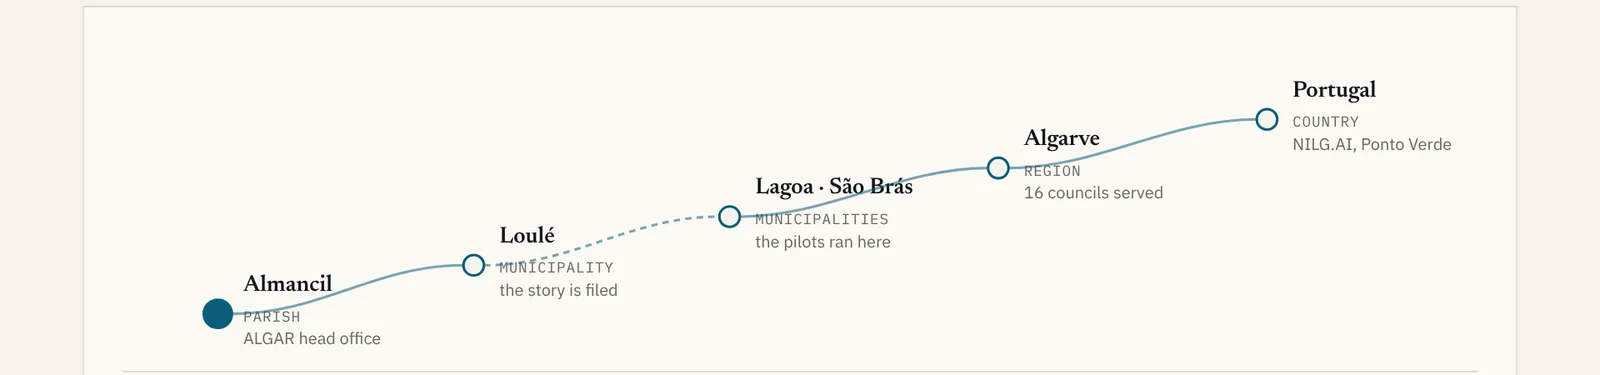 Almancil
PARISH
ALGAR head office
Loulé
MUNICIPALITY
the story is filed
Lagoa · São Brás
MUNICIPALITIES
the pilots ran here
Algarve
REGION
16 councils served
Portugal
COUNTRY
NILG.AI, Ponto Verde